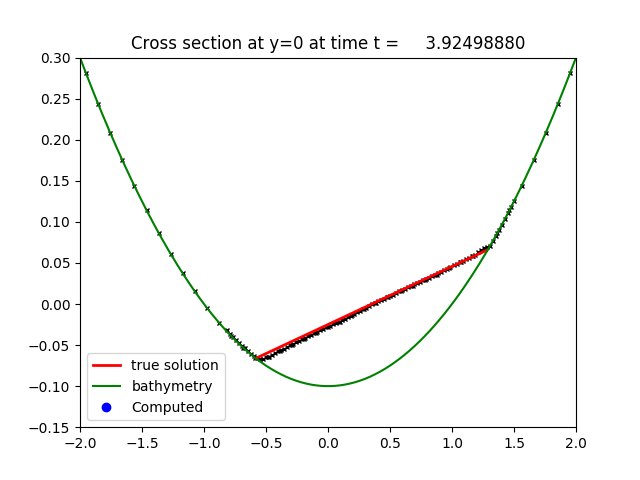 Cross section at y=0 at time t =     3.92498880
0.30
0.25
0.20
0.15
0.10
0.05
0.00
−0.05
−0.10
−0.15
true solution
bathymetry
Computed
−2.0 −1.5 −1.0 −0.5 0.0 0.5 1.0 1.5 2.0